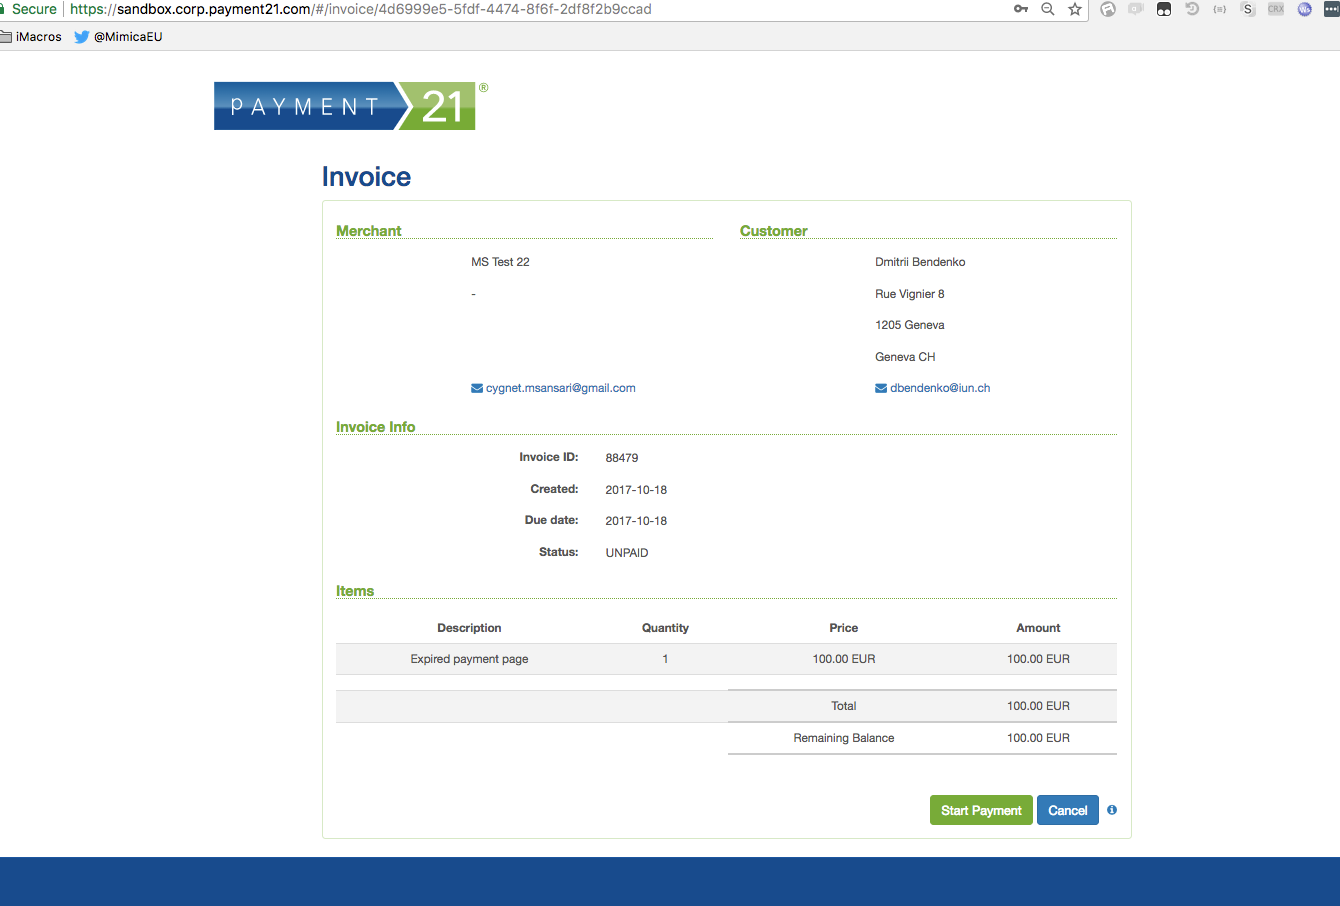 Secure https://sandbox.corp.payment21.com/#/invoice/4d6999e5-5fdf-4474-8f6f-2df8f2b9ccad
iMacros @MimicaEU
PAYMENT 21 ®
Invoice
Merchant Customer
MS Test 22 Dmitrii Bendenko
- Rue Vignier 8
1205 Geneva
Geneva CH
cygnet.msansari@gmail.com dbendenko@iun.ch
Invoice Info
Invoice ID: 88479
Created: 2017-10-18
Due date: 2017-10-18
Status: UNPAID
Items
Description Quantity Price Amount
Expired payment page 1 100.00 EUR 100.00 EUR
Total 100.00 EUR
Remaining Balance 100.00 EUR
Start Payment Cancel